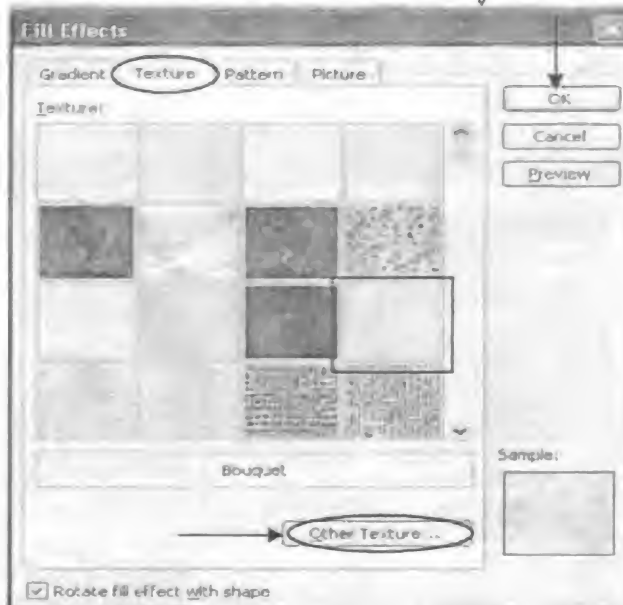 Fill Effects
Gradient Texture Pattern Picture
Texture:
OK
Cancel
Preview
Bouquet
Sample:
Other Texture ...
Rotate fill effect with shape